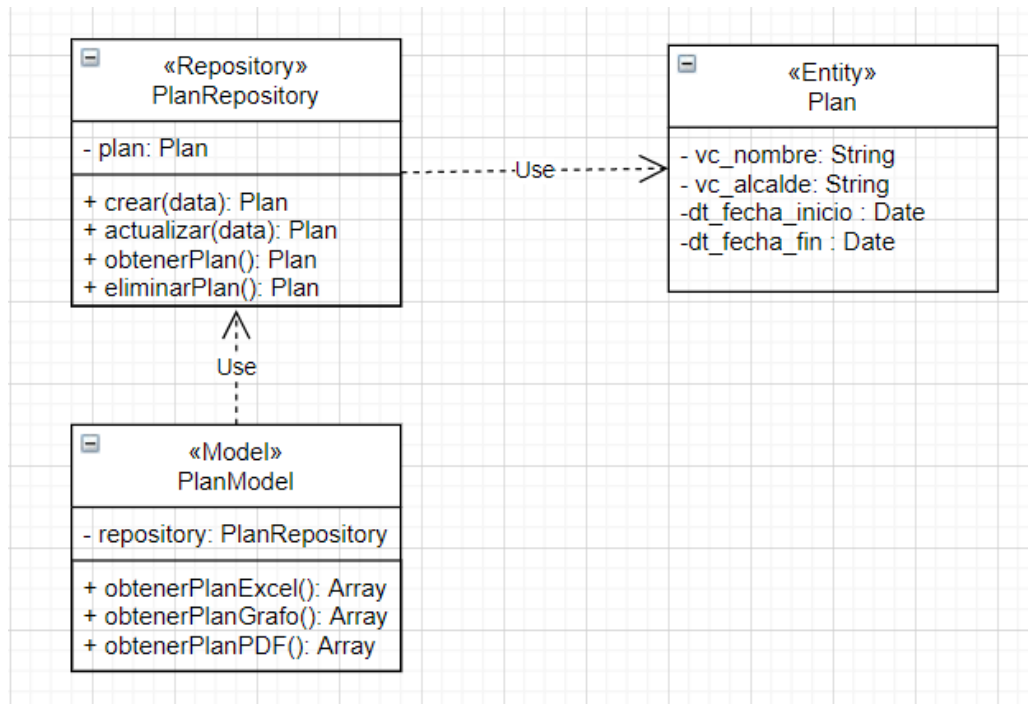 «Repository»
PlanRepository
- plan: Plan
+ crear(data): Plan
+ actualizar(data): Plan
+ obtenerPlan(): Plan
+ eliminarPlan(): Plan
Use
«Entity»
Plan
- vc_nombre: String
- vc_alcalde: String
-dt_fecha_inicio : Date
-dt_fecha_fin : Date
Use
«Model»
PlanModel
- repository: PlanRepository
+ obtenerPlanExcel(): Array
+ obtenerPlanGrafo(): Array
+ obtenerPlanPDF(): Array